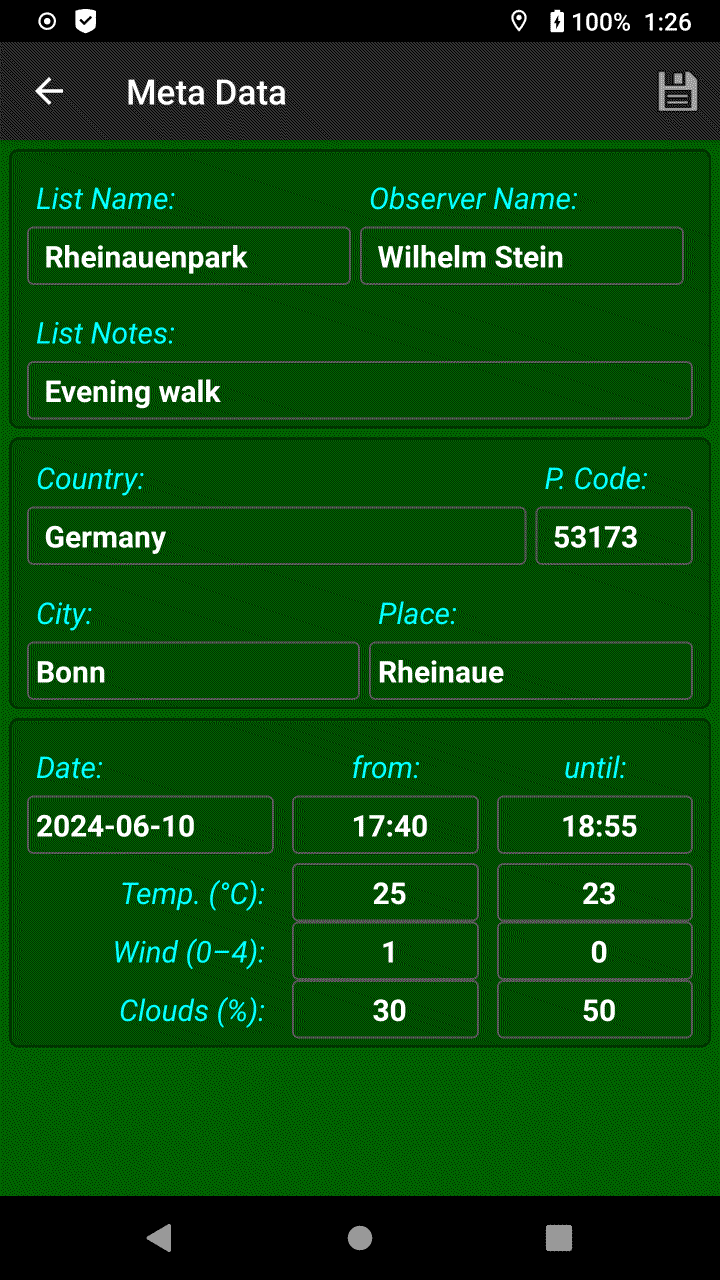 100% 1:26
Meta Data
List Name: Observer Name:
Rheinauenpark Wilhelm Stein
List Notes:
Evening walk
Country: P. Code:
Germany 53173
City: Place:
Bonn Rheinaue
Date: from: until:
2024-06-10 17:40 18:55
Temp. (°C): 25 23
Wind (0–4): 1 0
Clouds (%): 30 50